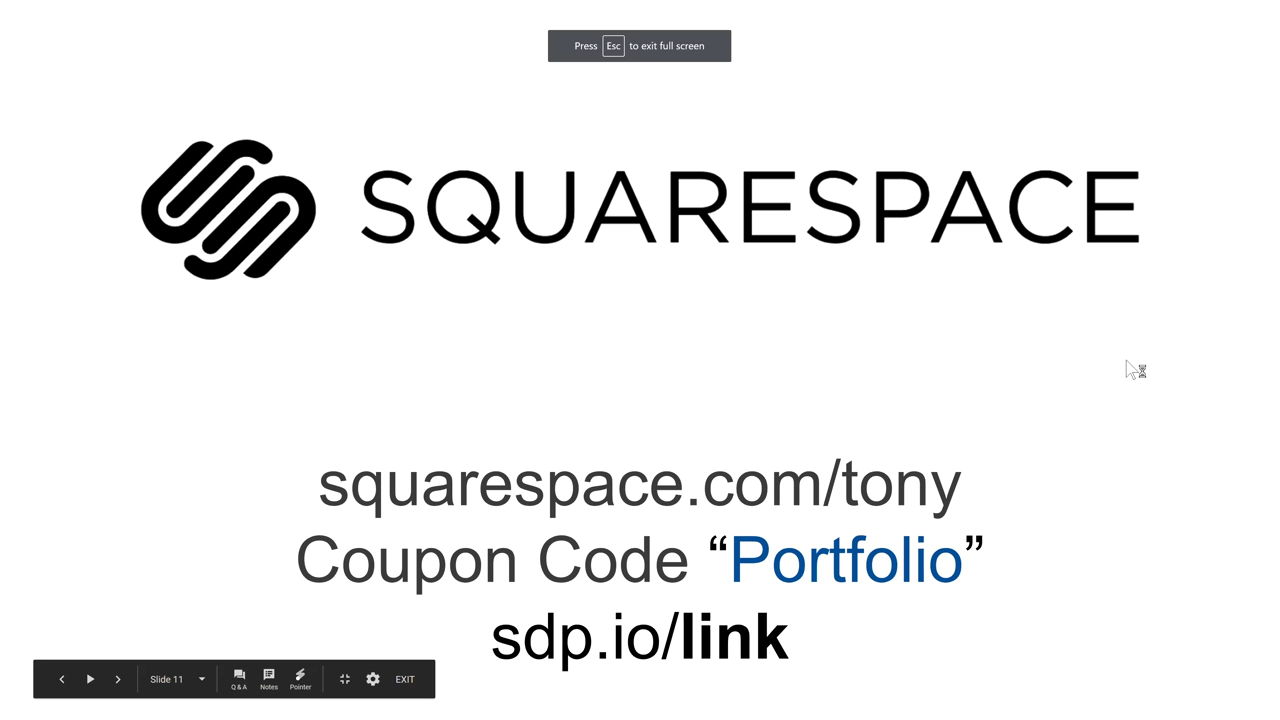 Press Esc to exit full screen
SQUARESPACE
squarespace.com/tony
Coupon Code “Portfolio”
sdp.io/link
Slide 11 Q & A Notes Pointer EXIT